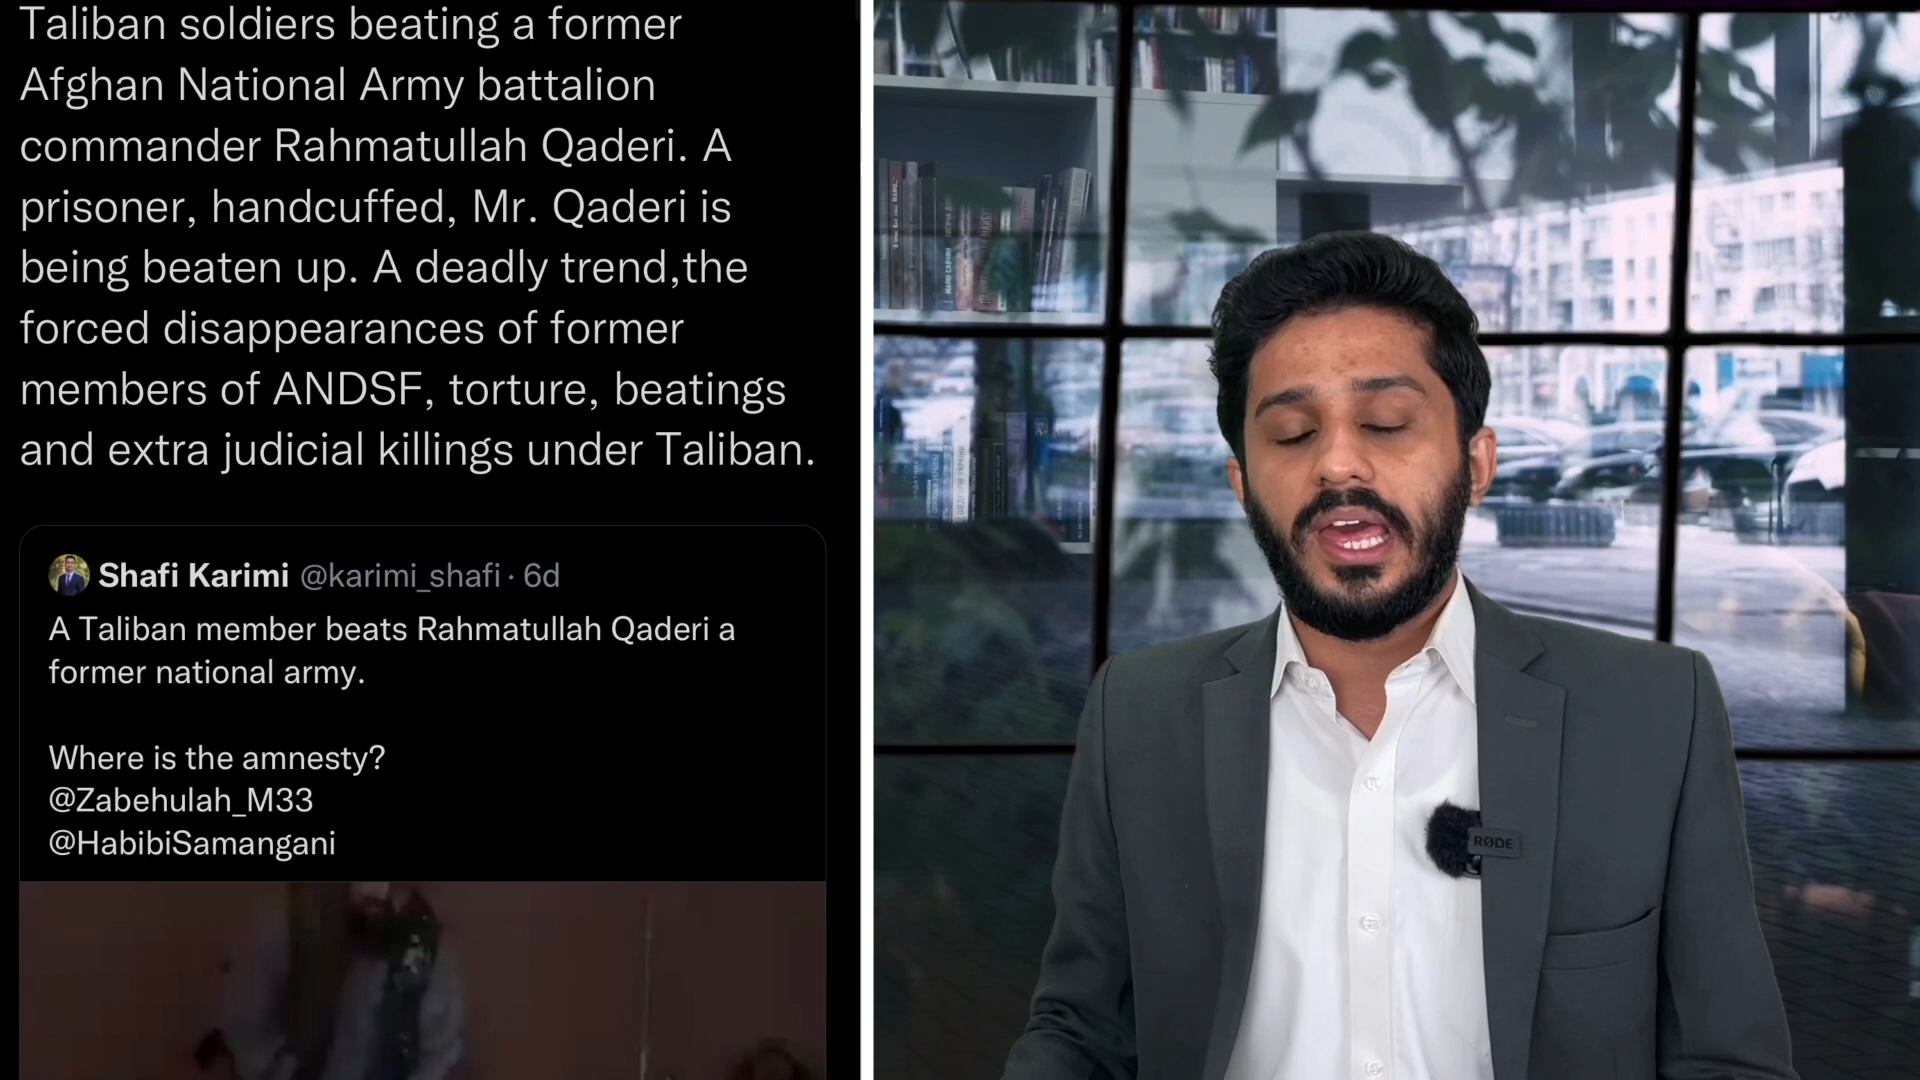 Taliban soldiers beating a former
Afghan National Army battalion
commander Rahmatullah Qaderi. A
prisoner, handcuffed, Mr. Qaderi is
being beaten up. A deadly trend,the
forced disappearances of former
members of ANDSF, torture, beatings
and extra judicial killings under Taliban.
Shafi Karimi @karimi_shafi · 6d
A Taliban member beats Rahmatullah Qaderi a
former national army.
Where is the amnesty?
@Zabehulah_M33
@HabibiSamangani
RØDE